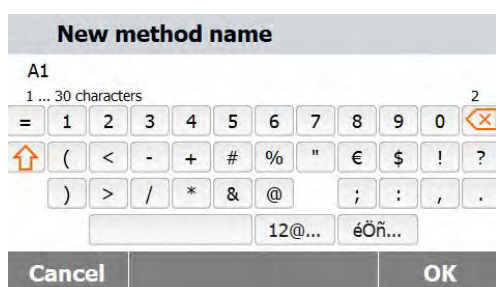 New method name
A1
1 ... 30 characters 2
= 1 2 3 4 5 6 7 8 9 0
( < - + # % " € $ ! ?
) > / * & @ ; : , .
12@... éÖñ...
Cancel OK